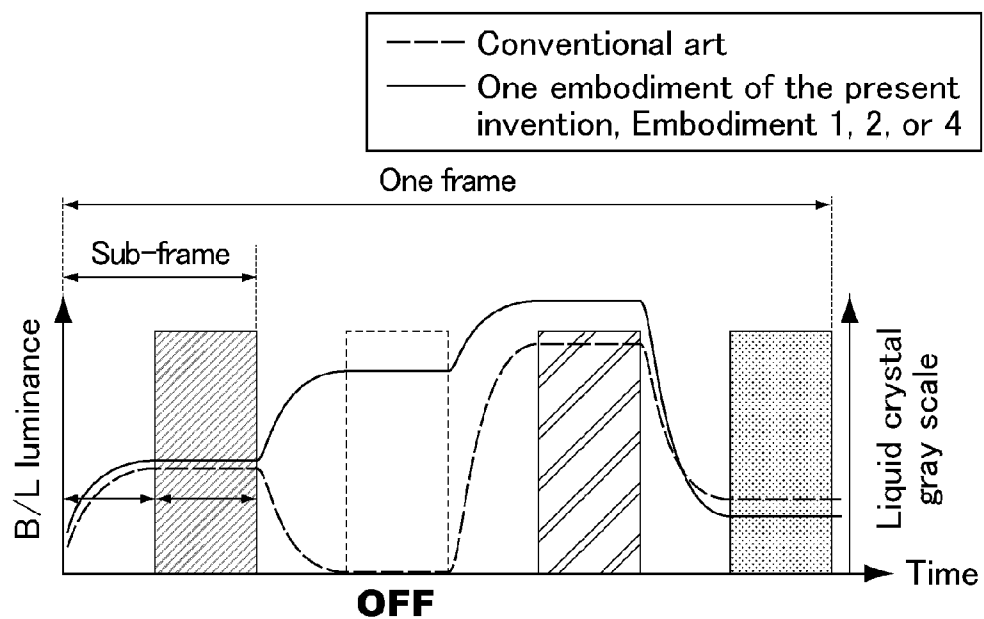 Conventional art
One embodiment of the present
invention, Embodiment 1, 2, or 4
One frame
Sub-frame
B/L luminance
Liquid crystal
gray scale
Time
OFF